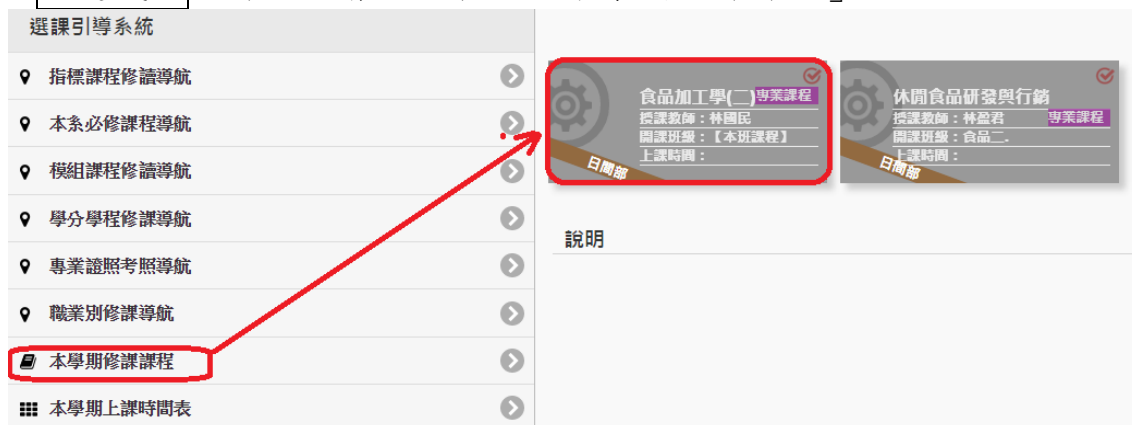 選課引導系統
指標課程修讀導航
本系必修課程導航
模組課程修讀導航
學分學程修課導航
專業證照考照導航
職業別修課導航
本學期修課課程
本學期上課時間表
食品加工學(二)
專業課程
授課教師：林國民
開課班級：【本班課程】
上課時間：
日間部
休閒食品研發與行銷
授課教師：林盈君
專業課程
開課班級：食品二.
上課時間：
日間部
說明